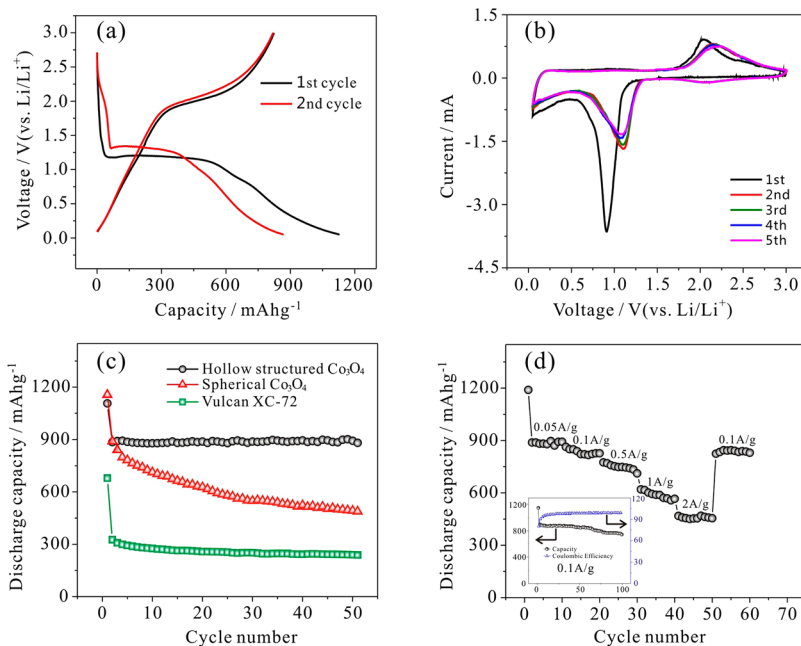 (a)
Voltage / V(vs. Li/Li⁺)
3.0
2.5
2.0
1.5
1.0
0.5
0.0
1st cycle
2nd cycle
0 300 600 900 1200
Capacity / mAhg⁻¹
(b)
Current / mA
1.5
0.0
-1.5
-3.0
-4.5
1st
2nd
3rd
4th
5th
0.0 0.5 1.0 1.5 2.0 2.5 3.0
Voltage / V(vs. Li/Li⁺)
(c)
Discharge capacity / mAhg⁻¹
1200
900
600
300
0
Hollow structured Co₃O₄
Spherical Co₃O₄
Vulcan XC-72
0 10 20 30 40 50
Cycle number
(d)
Discharge capacity / mAhg⁻¹
1200
900
600
300
0
0.05A/g
0.1A/g
0.5A/g
1A/g
2A/g
0.1A/g
1200
800
400
0
120
90
60
30
0
Capacity
Coulombic Efficiency
0.1A/g
0 50 100
0 10 20 30 40 50 60 70
Cycle number